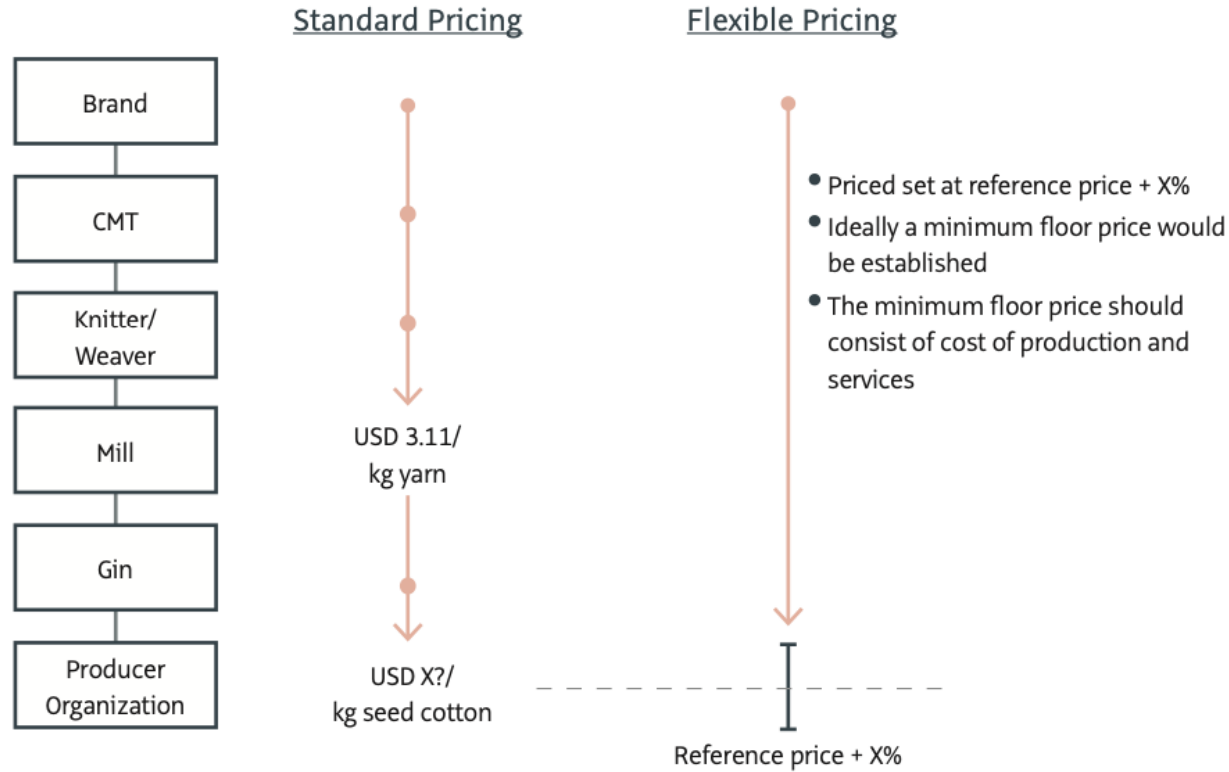 Standard Pricing
Flexible Pricing
Brand
CMT
Knitter/
Weaver
Mill
Gin
Producer
Organization
USD 3.11/
kg yarn
USD X?/
kg seed cotton
• Priced set at reference price + X%
• Ideally a minimum floor price would
be established
• The minimum floor price should
consist of cost of production and
services
Reference price + X%